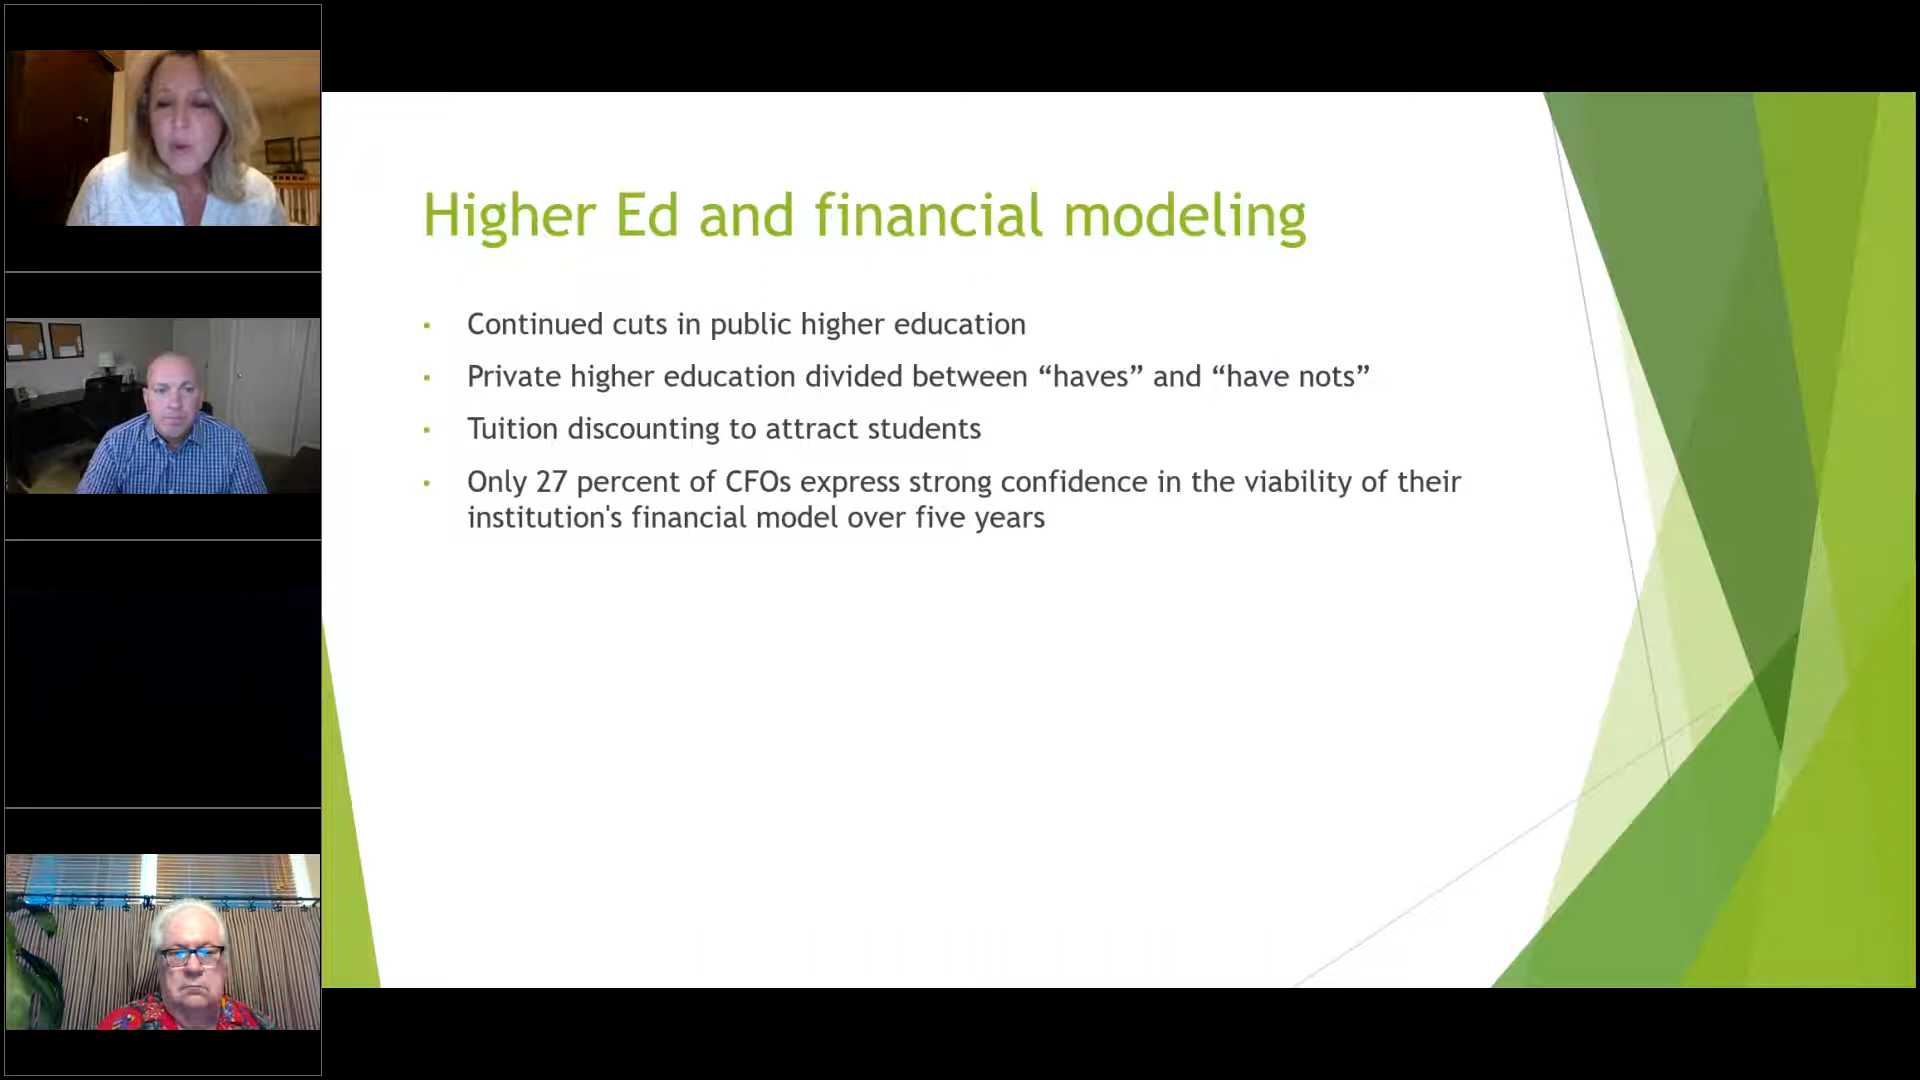 Higher Ed and financial modeling
Continued cuts in public higher education
Private higher education divided between “haves” and “have nots”
Tuition discounting to attract students
Only 27 percent of CFOs express strong confidence in the viability of their
institution's financial model over five years